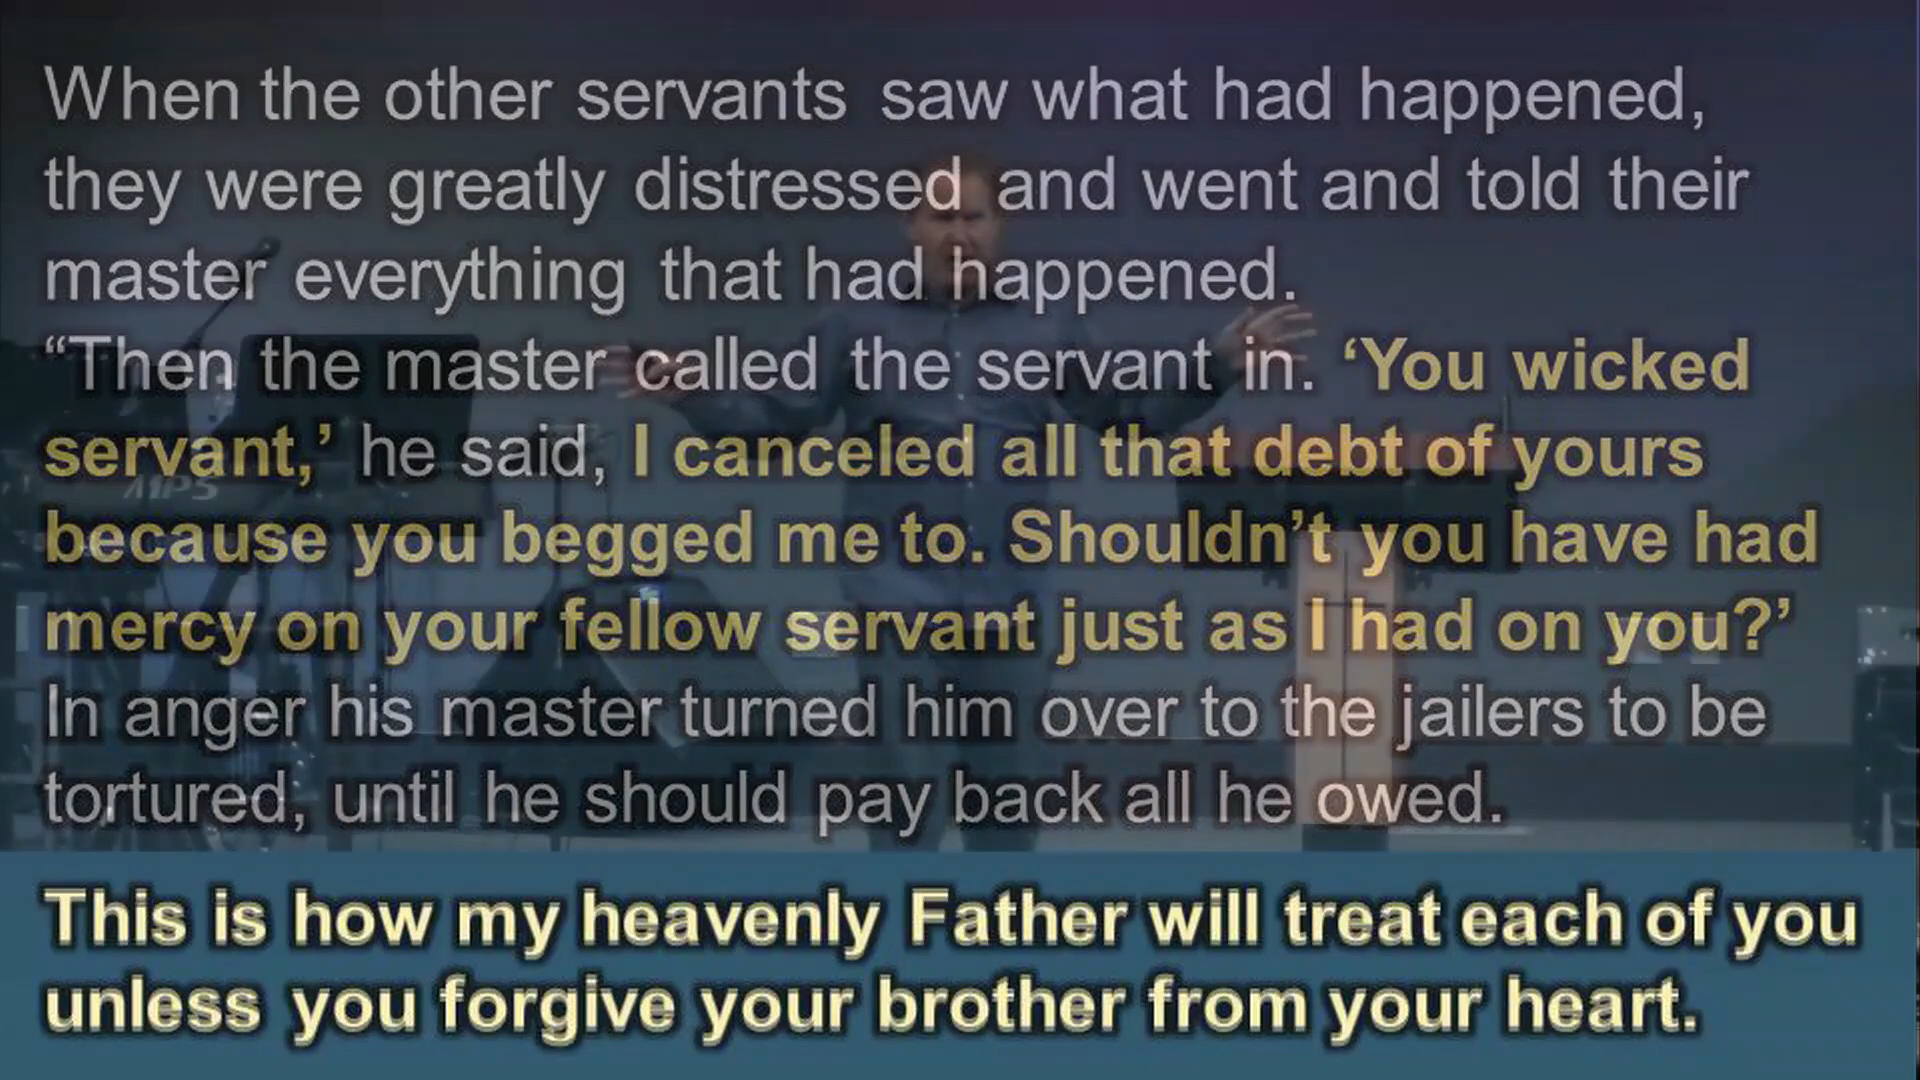 When the other servants saw what had happened,
they were greatly distressed and went and told their
master everything that had happened.
“Then the master called the servant in. ‘You wicked
servant,’ he said, I canceled all that debt of yours
because you begged me to. Shouldn’t you have had
mercy on your fellow servant just as I had on you?’
In anger his master turned him over to the jailers to be
tortured, until he should pay back all he owed.
This is how my heavenly Father will treat each of you
unless you forgive your brother from your heart.